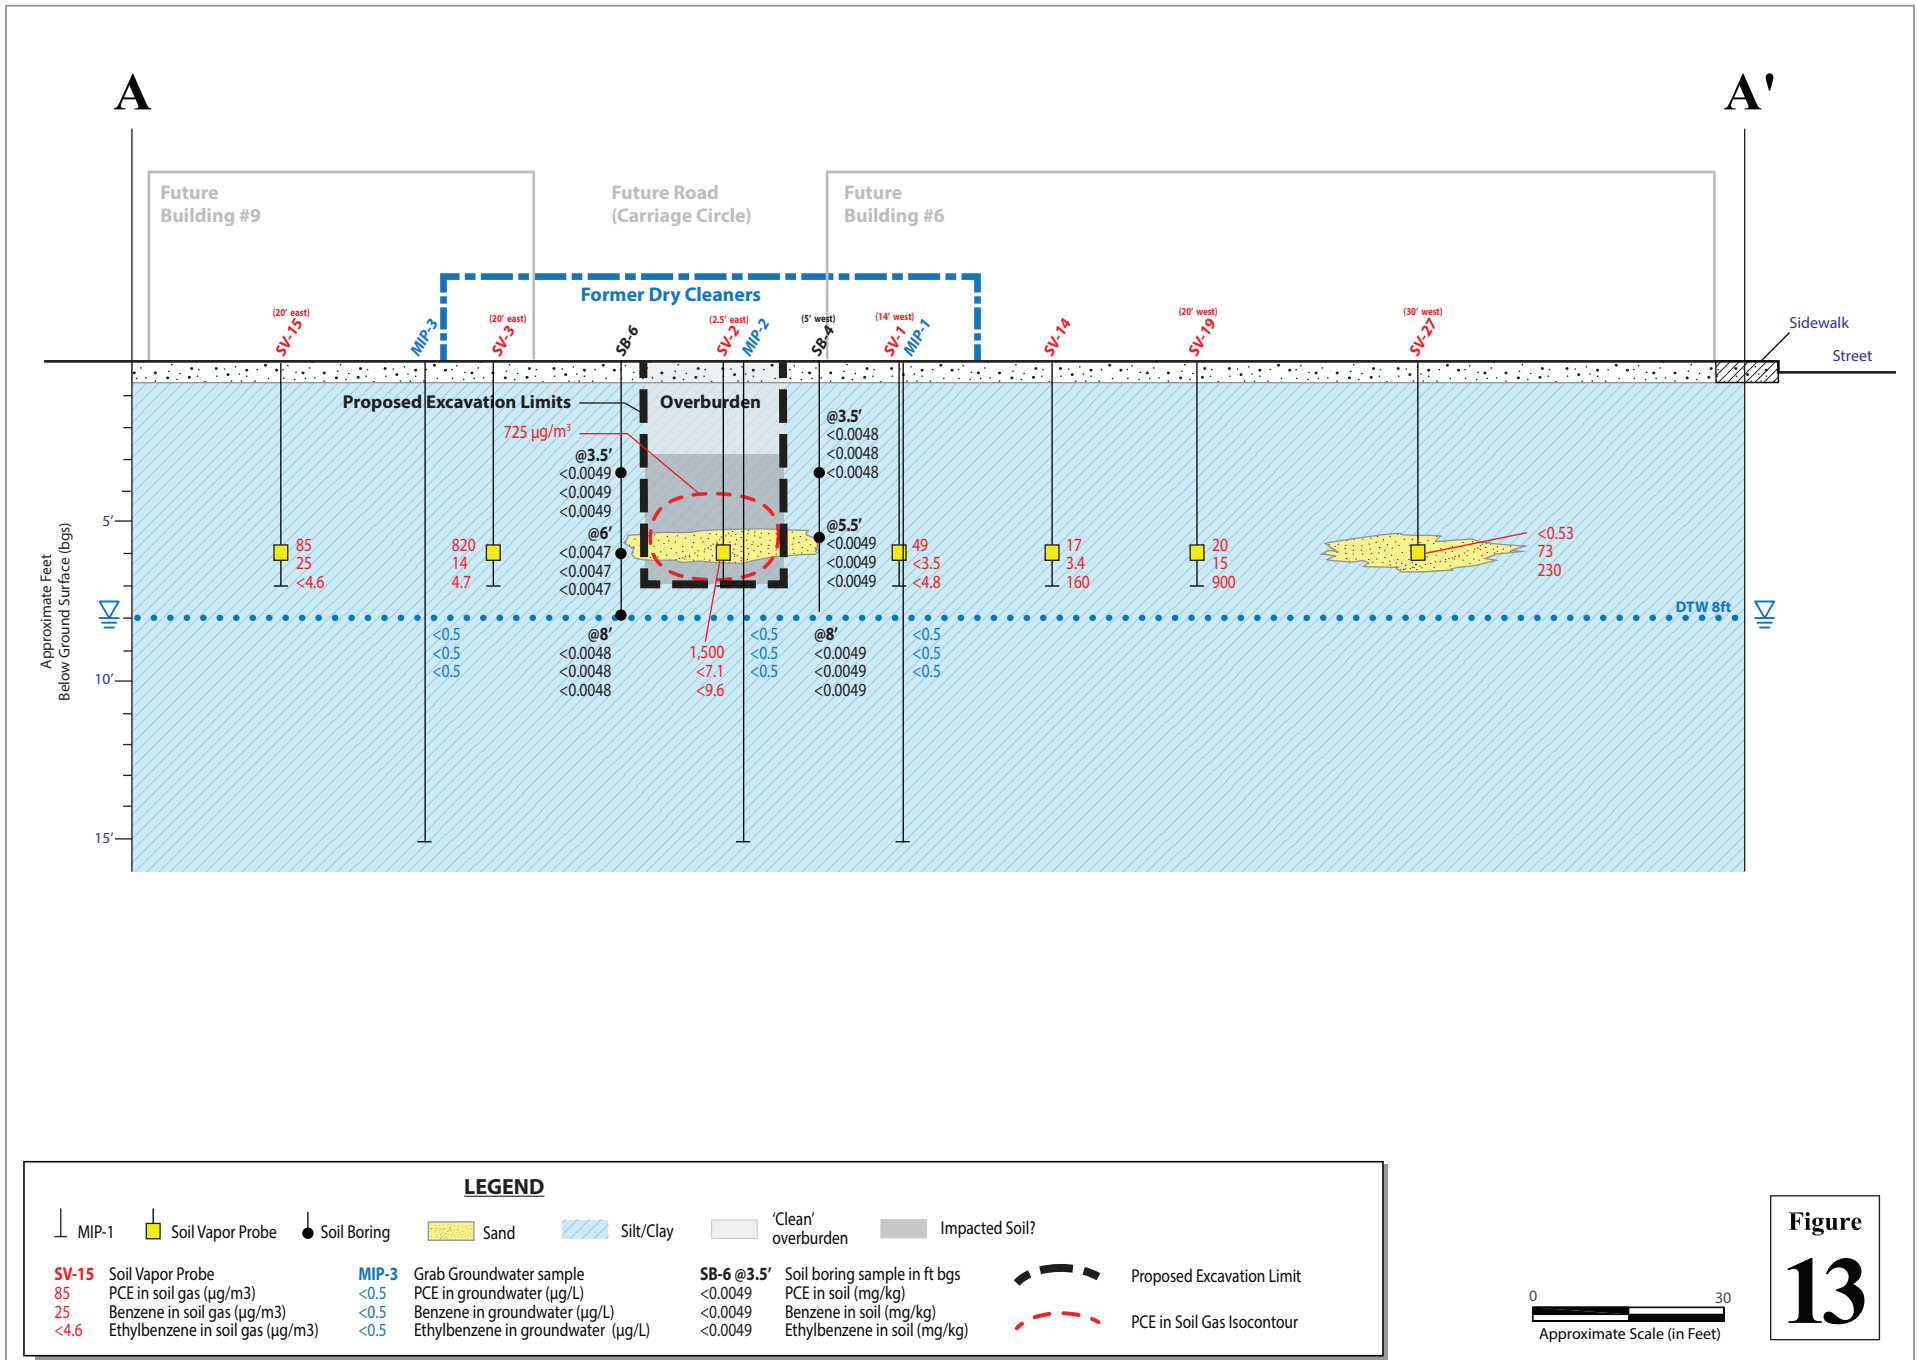 A
A'
Future
Building #9
Future Road
(Carriage Circle)
Future
Building #6
Former Dry Cleaners
(20' east)
SV-15
MIP-3
(20' east)
SV-3
SB-6
(2.5' east)
SV-2
MIP-2
(5' west)
SB-4
(14' west)
SV-1
MIP-1
SV-14
(20' west)
SV-19
(30' west)
SV-27
Sidewalk
Street
Proposed Excavation Limits
Overburden
725 µg/m³
@3.5'
<0.0049
<0.0049
<0.0049
@6'
<0.0047
<0.0047
<0.0047
@8'
<0.0048
<0.0048
<0.0048
@3.5'
<0.0048
<0.0048
<0.0048
@5.5'
<0.0049
<0.0049
<0.0049
@8'
<0.0049
<0.0049
<0.0049
85
25
<4.6
820
14
4.7
1,500
<7.1
<9.6
49
<3.5
<4.8
17
3.4
160
20
15
900
<0.53
73
230
<0.5
<0.5
<0.5
<0.5
<0.5
<0.5
<0.5
<0.5
<0.5
DTW 8ft
5'
10'
15'
Approximate Feet
Below Ground Surface (bgs)
LEGEND
MIP-1
Soil Vapor Probe
Soil Boring
Sand
Silt/Clay
'Clean'
overburden
Impacted Soil?
SV-15 Soil Vapor Probe
85 PCE in soil gas (µg/m3)
25 Benzene in soil gas (µg/m3)
<4.6 Ethylbenzene in soil gas (µg/m3)
MIP-3 Grab Groundwater sample
<0.5 PCE in groundwater (µg/L)
<0.5 Benzene in groundwater (µg/L)
<0.5 Ethylbenzene in groundwater (µg/L)
SB-6 @3.5' Soil boring sample in ft bgs
<0.0049 PCE in soil (mg/kg)
<0.0049 Benzene in soil (mg/kg)
<0.0049 Ethylbenzene in soil (mg/kg)
Proposed Excavation Limit
PCE in Soil Gas Isocontour
0 30
Approximate Scale (in Feet)
Figure
13